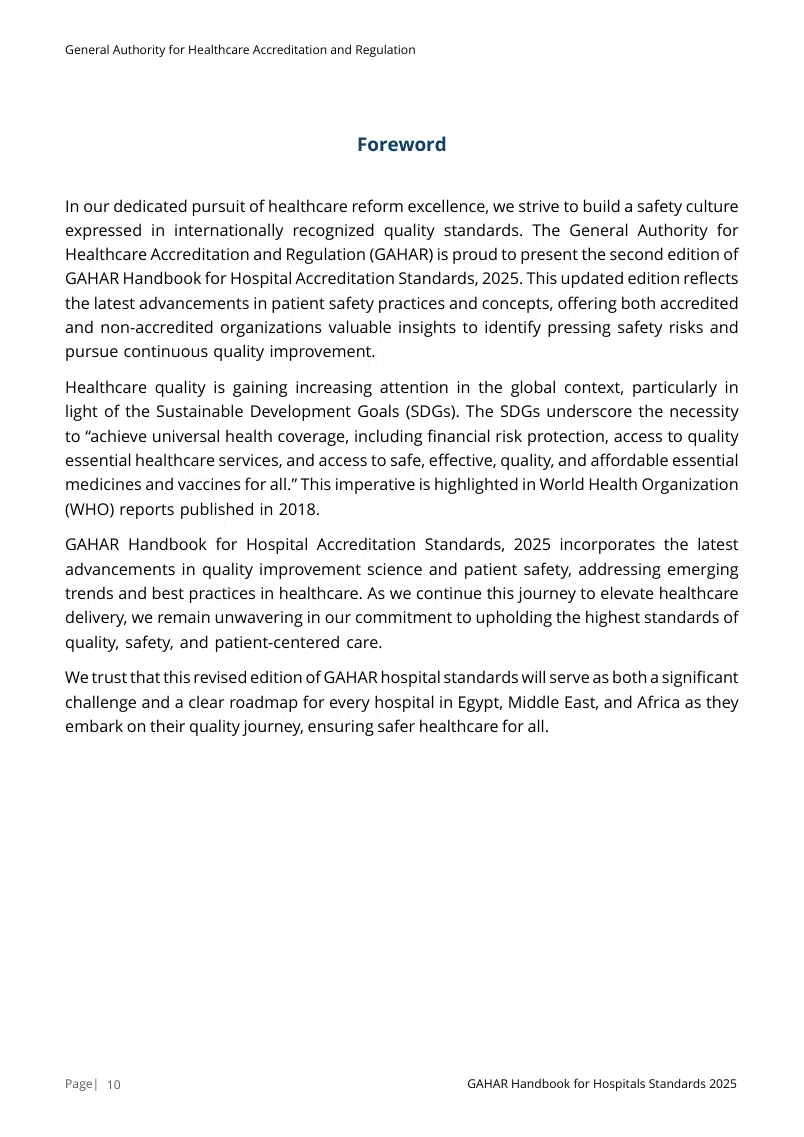 General Authority for Healthcare Accreditation and Regulation
Foreword
In our dedicated pursuit of healthcare reform excellence, we strive to build a safety culture
expressed in internationally recognized quality standards. The General Authority for
Healthcare Accreditation and Regulation (GAHAR) is proud to present the second edition of
GAHAR Handbook for Hospital Accreditation Standards, 2025. This updated edition reflects
the latest advancements in patient safety practices and concepts, offering both accredited
and non-accredited organizations valuable insights to identify pressing safety risks and
pursue continuous quality improvement.
Healthcare quality is gaining increasing attention in the global context, particularly in
light of the Sustainable Development Goals (SDGs). The SDGs underscore the necessity
to “achieve universal health coverage, including financial risk protection, access to quality
essential healthcare services, and access to safe, effective, quality, and affordable essential
medicines and vaccines for all.” This imperative is highlighted in World Health Organization
(WHO) reports published in 2018.
GAHAR Handbook for Hospital Accreditation Standards, 2025 incorporates the latest
advancements in quality improvement science and patient safety, addressing emerging
trends and best practices in healthcare. As we continue this journey to elevate healthcare
delivery, we remain unwavering in our commitment to upholding the highest standards of
quality, safety, and patient-centered care.
We trust that this revised edition of GAHAR hospital standards will serve as both a significant
challenge and a clear roadmap for every hospital in Egypt, Middle East, and Africa as they
embark on their quality journey, ensuring safer healthcare for all.
Page| 10
GAHAR Handbook for Hospitals Standards 2025